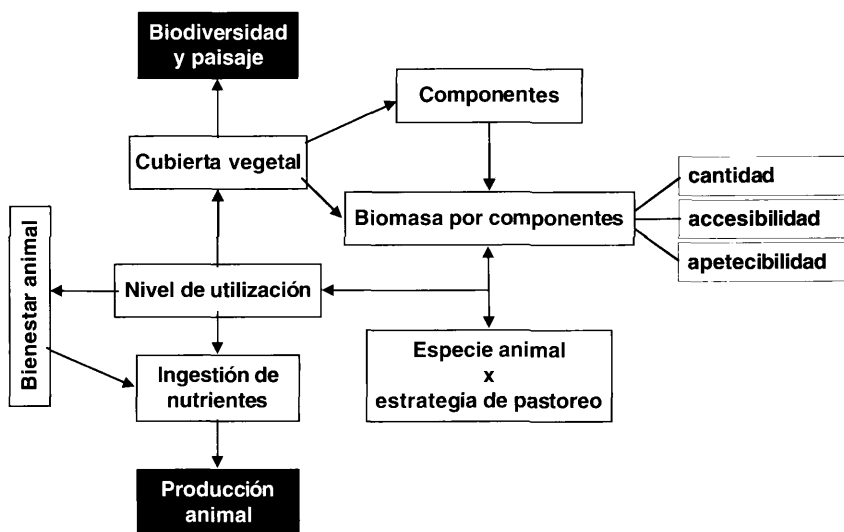 Biodiversidad
y paisaje
Componentes
Cubierta vegetal
cantidad
Biomasa por componentes
accesibilidad
apetecibilidad
Bienestar animal
Nivel de utilización
Especie animal
x
estrategia de pastoreo
Ingestión de
nutrientes
Producción
animal